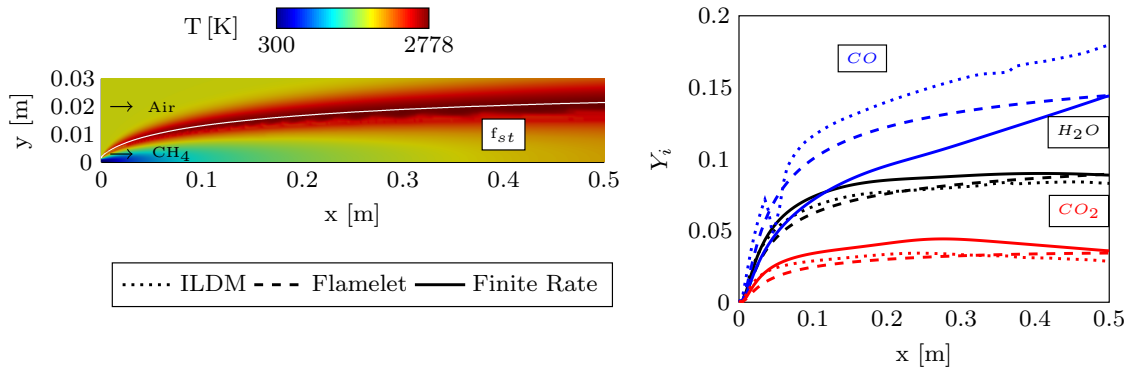 T [K]
300 2778
0.03
0.02
0.01
0
y [m]
Air
CH₄
f_st
0 0.1 0.2 0.3 0.4 0.5
x [m]
ILDM Flamelet Finite Rate
0.2
0.15
0.1
0.05
0
Y_i
CO
H₂O
CO₂
0 0.1 0.2 0.3 0.4 0.5
x [m]